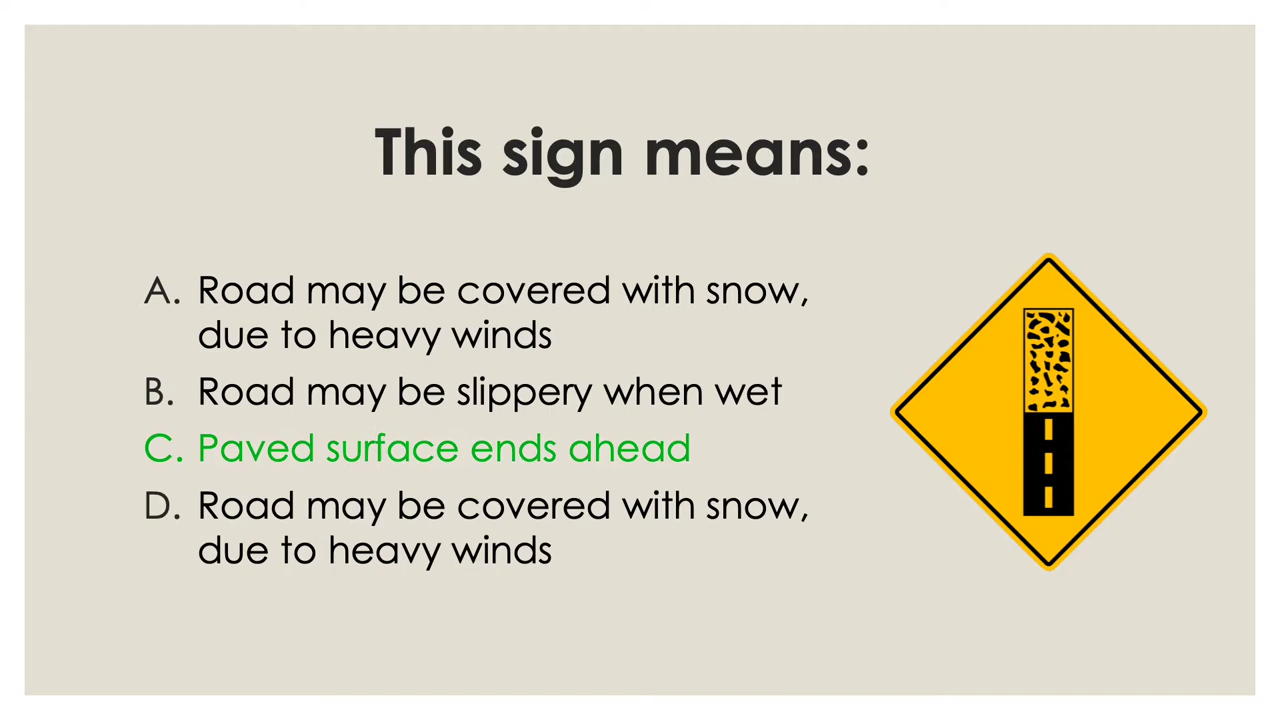 This sign means:
A. Road may be covered with snow,
due to heavy winds
B. Road may be slippery when wet
C. Paved surface ends ahead
D. Road may be covered with snow,
due to heavy winds